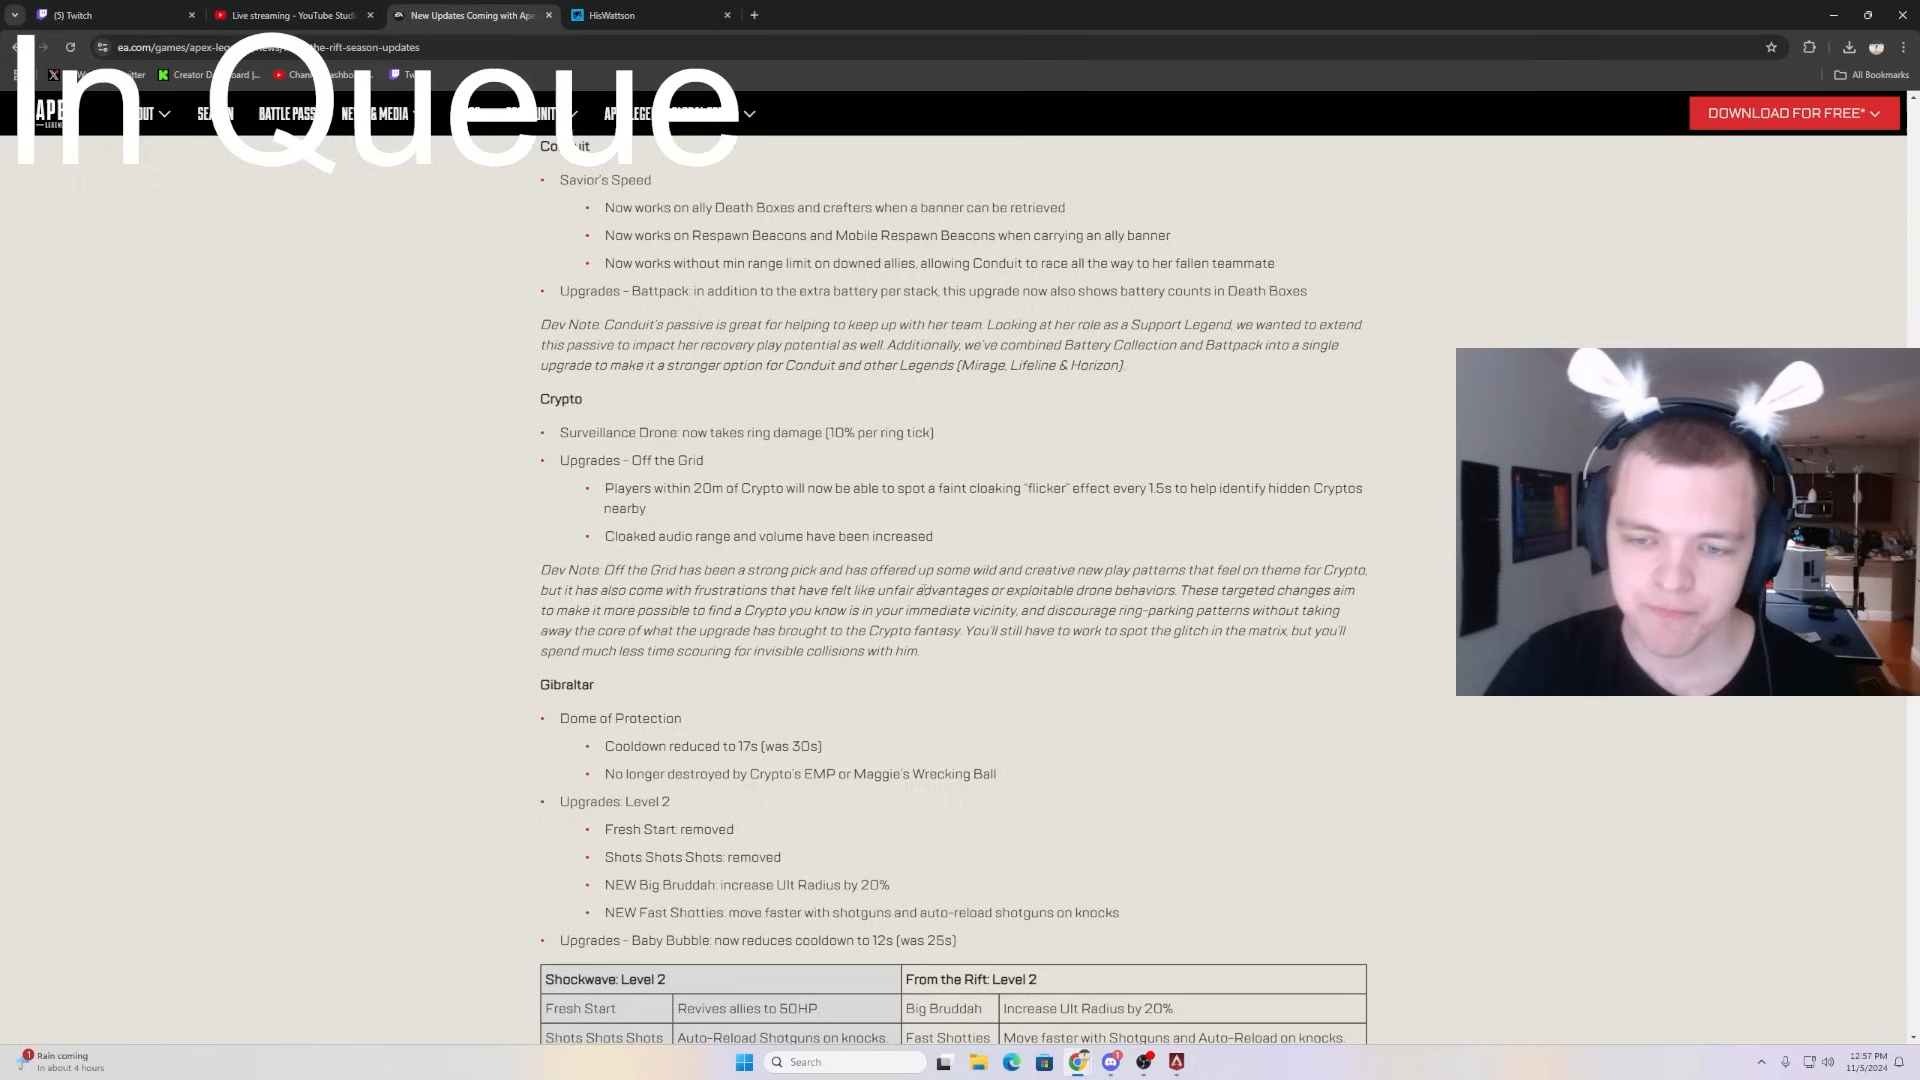 (5) Twitch
Live streaming - YouTube Studi
New Updates Coming with Ape
HisWattson
ea.com/games/apex-le
the-rift-season-updates
Creator Da
All Bookmarks
In Queue
BATTLE PASS
DOWNLOAD FOR FREE*
Savior's Speed
Now works on ally Death Boxes and crafters when a banner can be retrieved
Now works on Respawn Beacons and Mobile Respawn Beacons when carrying an ally banner
Now works without min range limit on downed allies, allowing Conduit to race all the way to her fallen teammate
Upgrades – Battpack: in addition to the extra battery per stack, this upgrade now also shows battery counts in Death Boxes
Dev Note: Conduit's passive is great for helping to keep up with her team. Looking at her role as a Support Legend, we wanted to extend
this passive to impact her recovery play potential as well. Additionally, we've combined Battery Collection and Battpack into a single
upgrade to make it a stronger option for Conduit and other Legends (Mirage, Lifeline & Horizon).
Crypto
Surveillance Drone: now takes ring damage (10% per ring tick)
Upgrades – Off the Grid
Players within 20m of Crypto will now be able to spot a faint cloaking "flicker" effect every 1.5s to help identify hidden Cryptos
nearby
Cloaked audio range and volume have been increased
Dev Note: Off the Grid has been a strong pick and has offered up some wild and creative new play patterns that feel on theme for Crypto,
but it has also come with frustrations that have felt like unfair advantages or exploitable drone behaviors. These targeted changes aim
to make it more possible to find a Crypto you know is in your immediate vicinity, and discourage ring-parking patterns without taking
away the core of what the upgrade has brought to the Crypto fantasy. You'll still have to work to spot the glitch in the matrix, but you'll
spend much less time scouring for invisible collisions with him.
Gibraltar
Dome of Protection
Cooldown reduced to 17s (was 30s)
No longer destroyed by Crypto's EMP or Maggie's Wrecking Ball
Upgrades: Level 2
Fresh Start: removed
Shots Shots Shots: removed
NEW Big Bruddah: increase Ult Radius by 20%
NEW Fast Shotties: move faster with shotguns and auto-reload shotguns on knocks
Upgrades – Baby Bubble: now reduces cooldown to 12s (was 25s)
Shockwave: Level 2 From the Rift: Level 2
Fresh Start Revives allies to 50HP. Big Bruddah Increase Ult Radius by 20%.
Shots Shots Shots Auto-Reload Shotguns on knocks. Fast Shotties Move faster with Shotguns and Auto-Reload on knocks.
Rain coming
In about 4 hours
Search
12:57 PM
11/5/2024